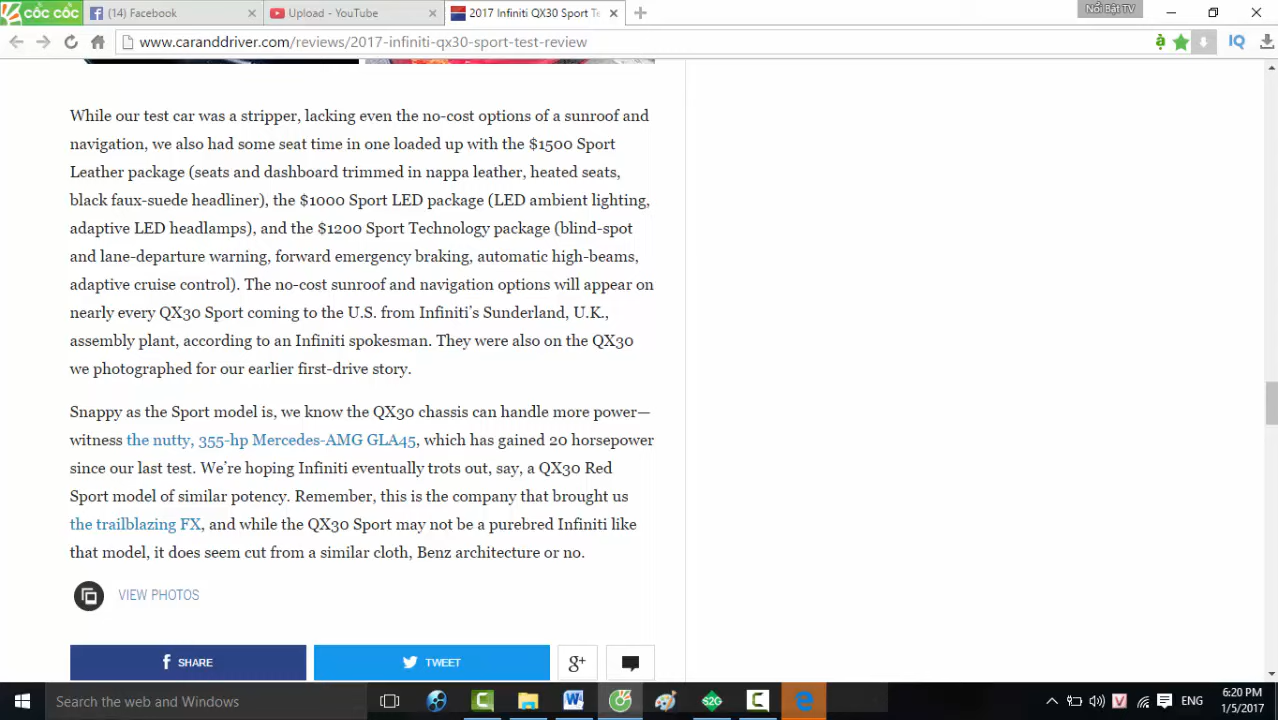 cốc cốc
(14) Facebook
Upload - YouTube
2017 Infiniti QX30 Sport Te
Nổi Bật TV
www.caranddriver.com/reviews/2017-infiniti-qx30-sport-test-review
While our test car was a stripper, lacking even the no-cost options of a sunroof and
navigation, we also had some seat time in one loaded up with the $1500 Sport
Leather package (seats and dashboard trimmed in nappa leather, heated seats,
black faux-suede headliner), the $1000 Sport LED package (LED ambient lighting,
adaptive LED headlamps), and the $1200 Sport Technology package (blind-spot
and lane-departure warning, forward emergency braking, automatic high-beams,
adaptive cruise control). The no-cost sunroof and navigation options will appear on
nearly every QX30 Sport coming to the U.S. from Infiniti’s Sunderland, U.K.,
assembly plant, according to an Infiniti spokesman. They were also on the QX30
we photographed for our earlier first-drive story.
Snappy as the Sport model is, we know the QX30 chassis can handle more power—
witness the nutty, 355-hp Mercedes-AMG GLA45, which has gained 20 horsepower
since our last test. We’re hoping Infiniti eventually trots out, say, a QX30 Red
Sport model of similar potency. Remember, this is the company that brought us
the trailblazing FX, and while the QX30 Sport may not be a purebred Infiniti like
that model, it does seem cut from a similar cloth, Benz architecture or no.
VIEW PHOTOS
SHARE
TWEET
g+
Search the web and Windows
S2G
V
ENG
6:20 PM
1/5/2017